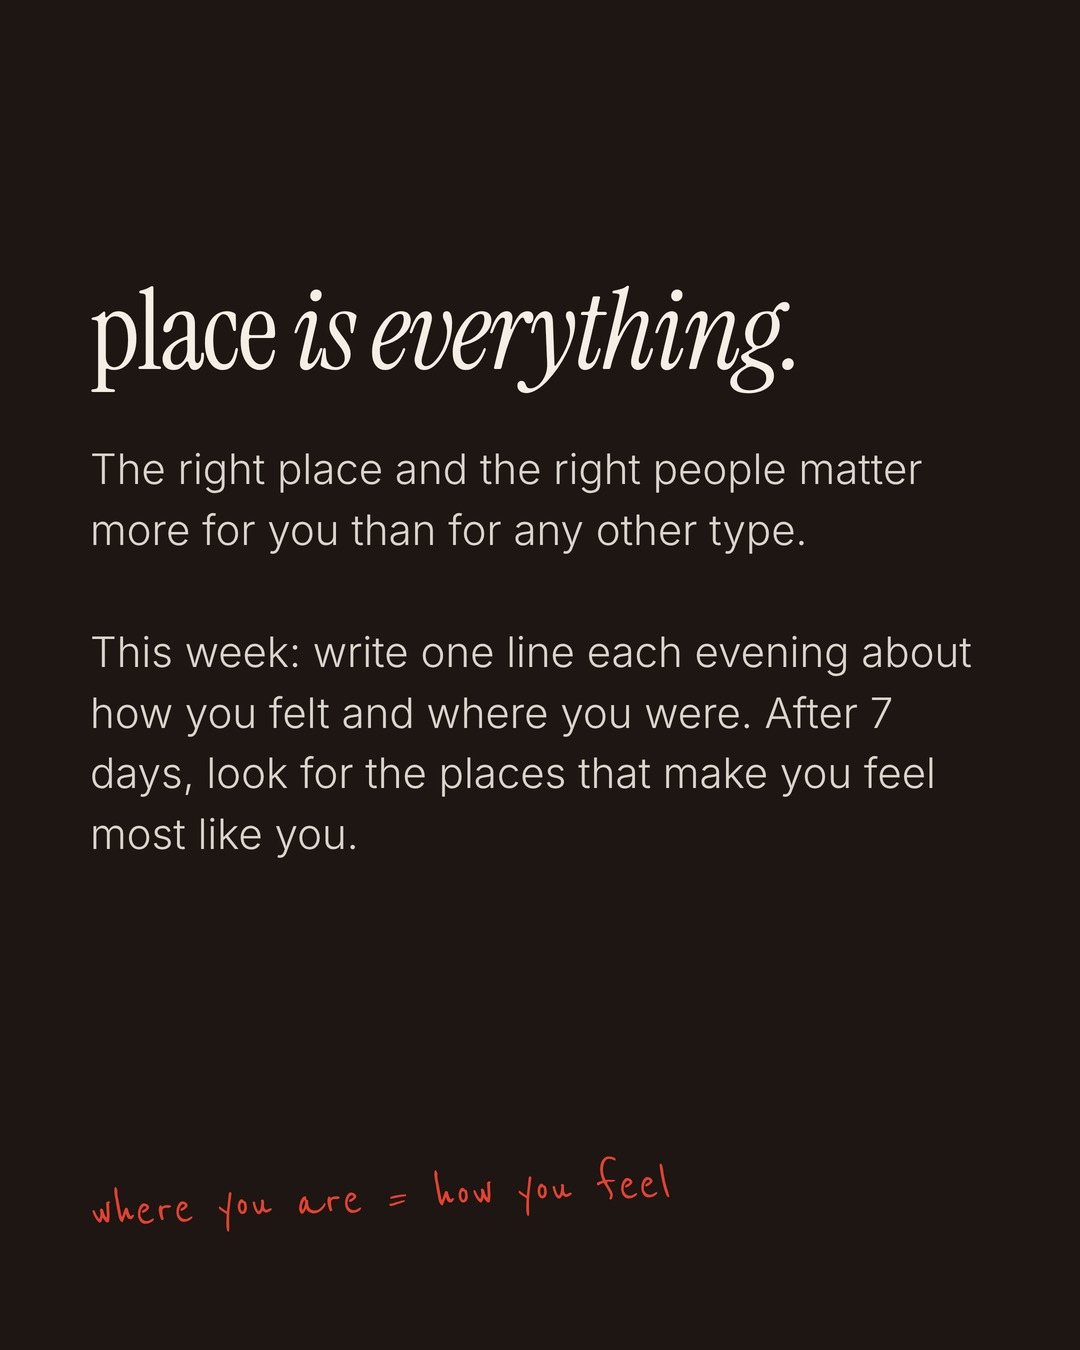 place is everything.
The right place and the right people matter
more for you than for any other type.
This week: write one line each evening about
how you felt and where you were. After 7
days, look for the places that make you feel
most like you.
where you are = how you feel